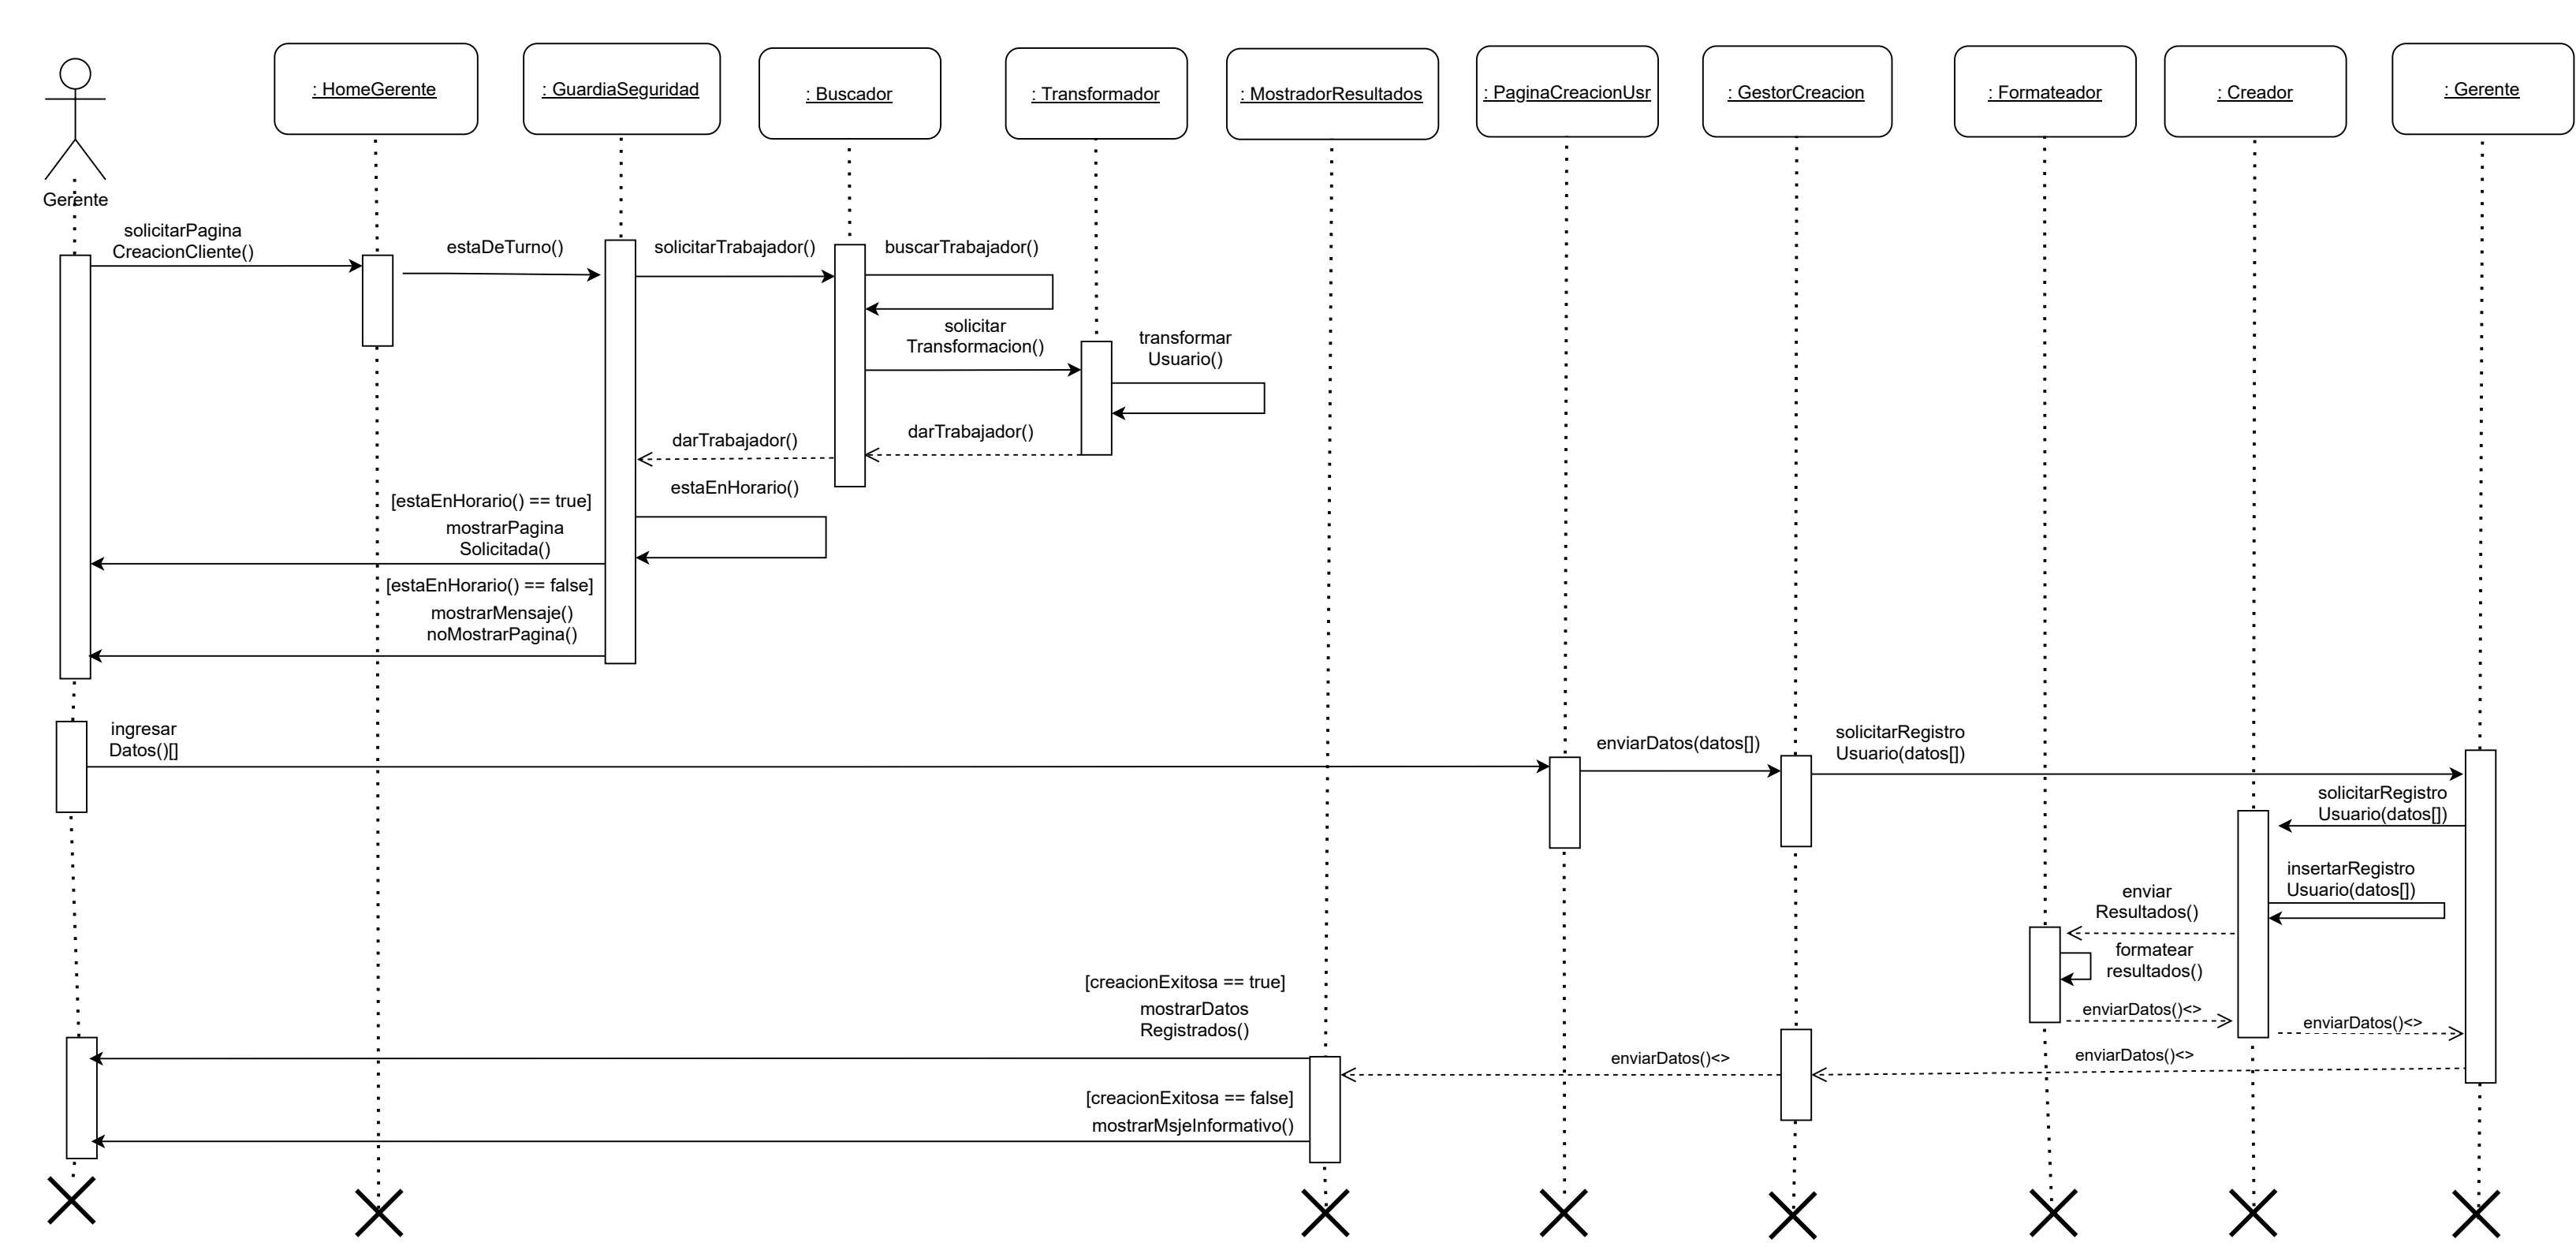 : HomeGerente
: GuardiaSeguridad
: Buscador
: Transformador
: MostradorResultados
: PaginaCreacionUsr
: GestorCreacion
: Formateador
: Creador
: Gerente
Gerente
solicitarPagina
CreacionCliente()
estaDeTurno()
solicitarTrabajador()
buscarTrabajador()
solicitar
Transformacion()
transformar
Usuario()
darTrabajador()
darTrabajador()
estaEnHorario()
[estaEnHorario() == true]
mostrarPagina
Solicitada()
[estaEnHorario() == false]
mostrarMensaje()
noMostrarPagina()
ingresar
Datos()[]
enviarDatos(datos[])
solicitarRegistro
Usuario(datos[])
solicitarRegistro
Usuario(datos[])
insertarRegistro
Usuario(datos[])
enviar
Resultados()
formatear
resultados()
enviarDatos()<>
enviarDatos()<>
enviarDatos()<>
enviarDatos()<>
[creacionExitosa == true]
mostrarDatos
Registrados()
[creacionExitosa == false]
mostrarMsjeInformativo()